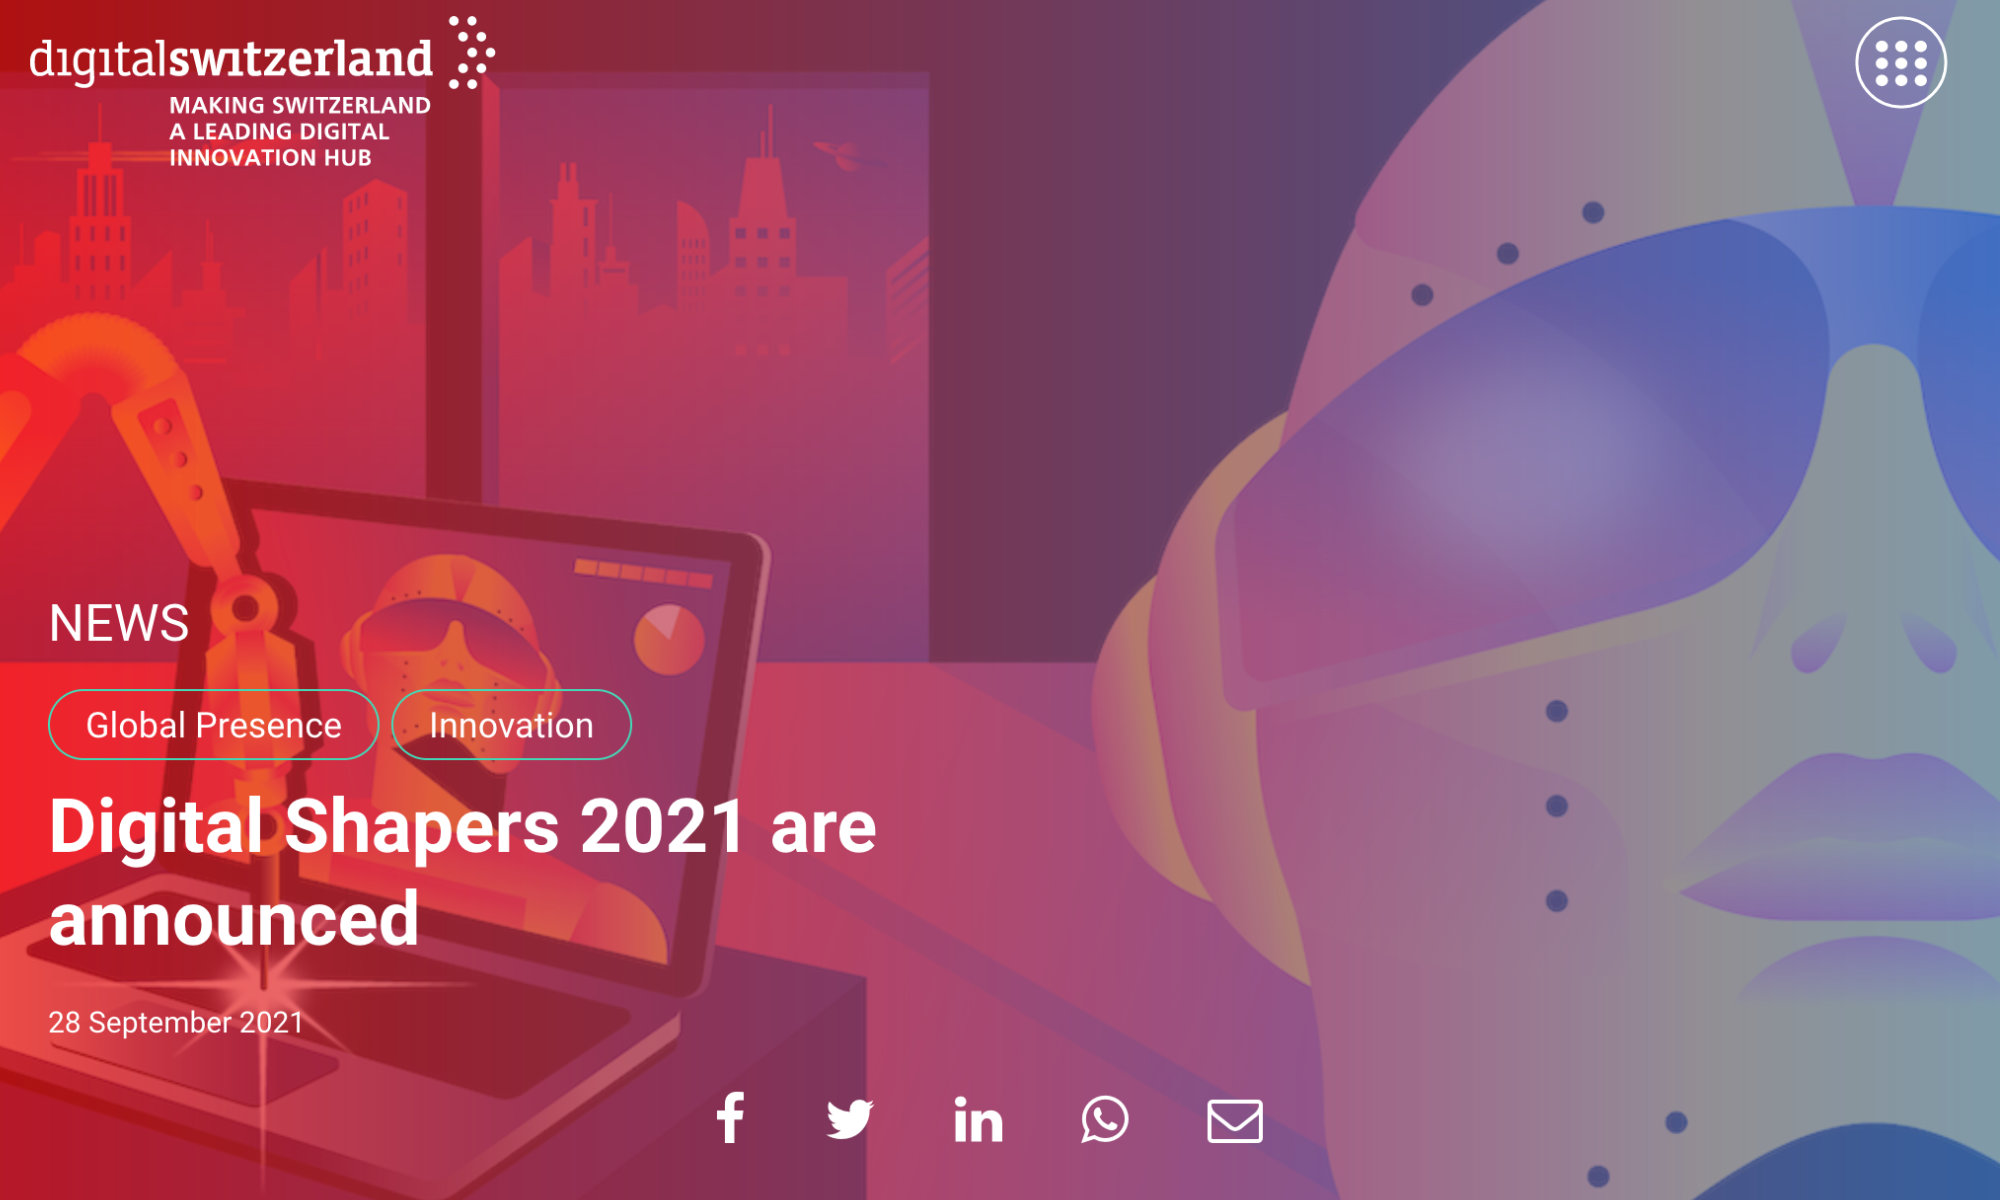 digitalswitzerland
MAKING SWITZERLAND
A LEADING DIGITAL
INNOVATION HUB
NEWS
Global Presence
Innovation
Digital Shapers 2021 are
announced
28 September 2021